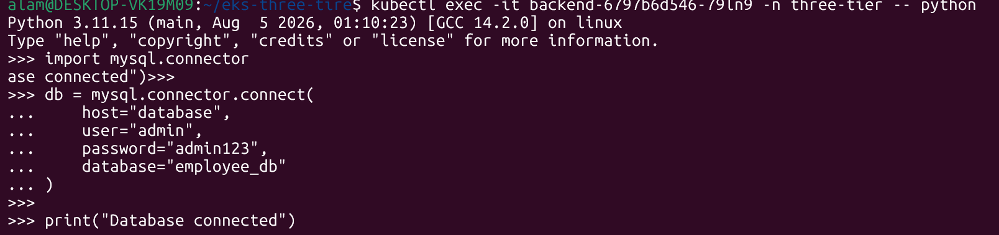 alam@DESKTOP-VK19M09:~/eks-three-tire$ kubectl exec -it backend-6797b6d546-79ln9 -n three-tier -- python
Python 3.11.15 (main, Aug  5 2026, 01:10:23) [GCC 14.2.0] on linux
Type "help", "copyright", "credits" or "license" for more information.
>>> import mysql.connector
ase connected")>>>
>>> db = mysql.connector.connect(
...     host="database",
...     user="admin",
...     password="admin123",
...     database="employee_db"
... )
>>>
>>> print("Database connected")